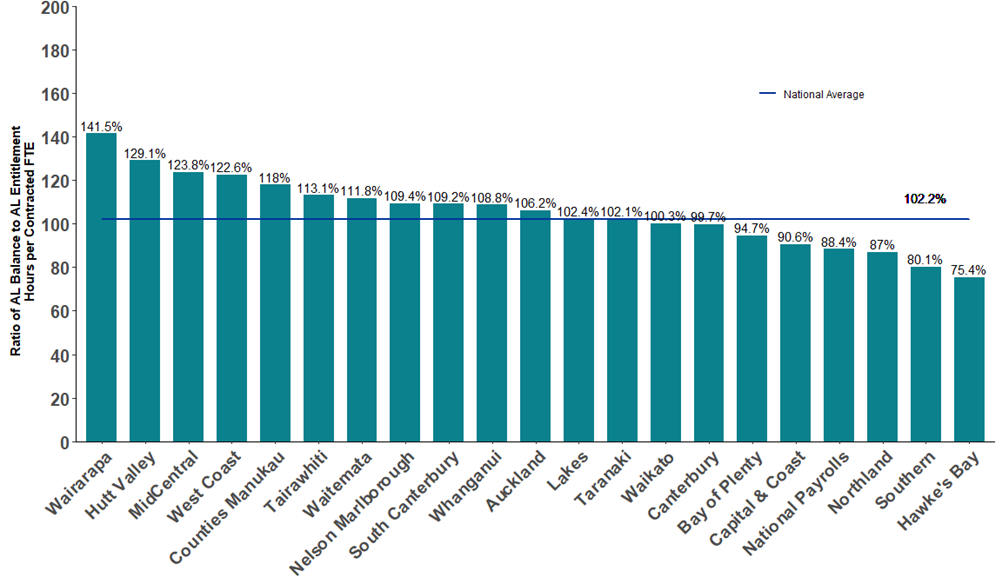 200
180
160
140
120
100
80
60
40
20
0
Ratio of AL Balance to AL Entitlement
Hours per Contracted FTE
National Average
141.5%
129.1%
123.8%
122.6%
118%
113.1%
111.8%
109.4%
109.2%
108.8%
106.2%
102.4%
102.1%
100.3%
99.7%
94.7%
90.6%
88.4%
87%
80.1%
75.4%
102.2%
Wairarapa
Hutt Valley
MidCentral
West Coast
Counties Manukau
Tairawhiti
Waitemata
Nelson Marlborough
South Canterbury
Whanganui
Auckland
Lakes
Taranaki
Waikato
Canterbury
Bay of Plenty
Capital & Coast
National Payrolls
Northland
Southern
Hawke's Bay